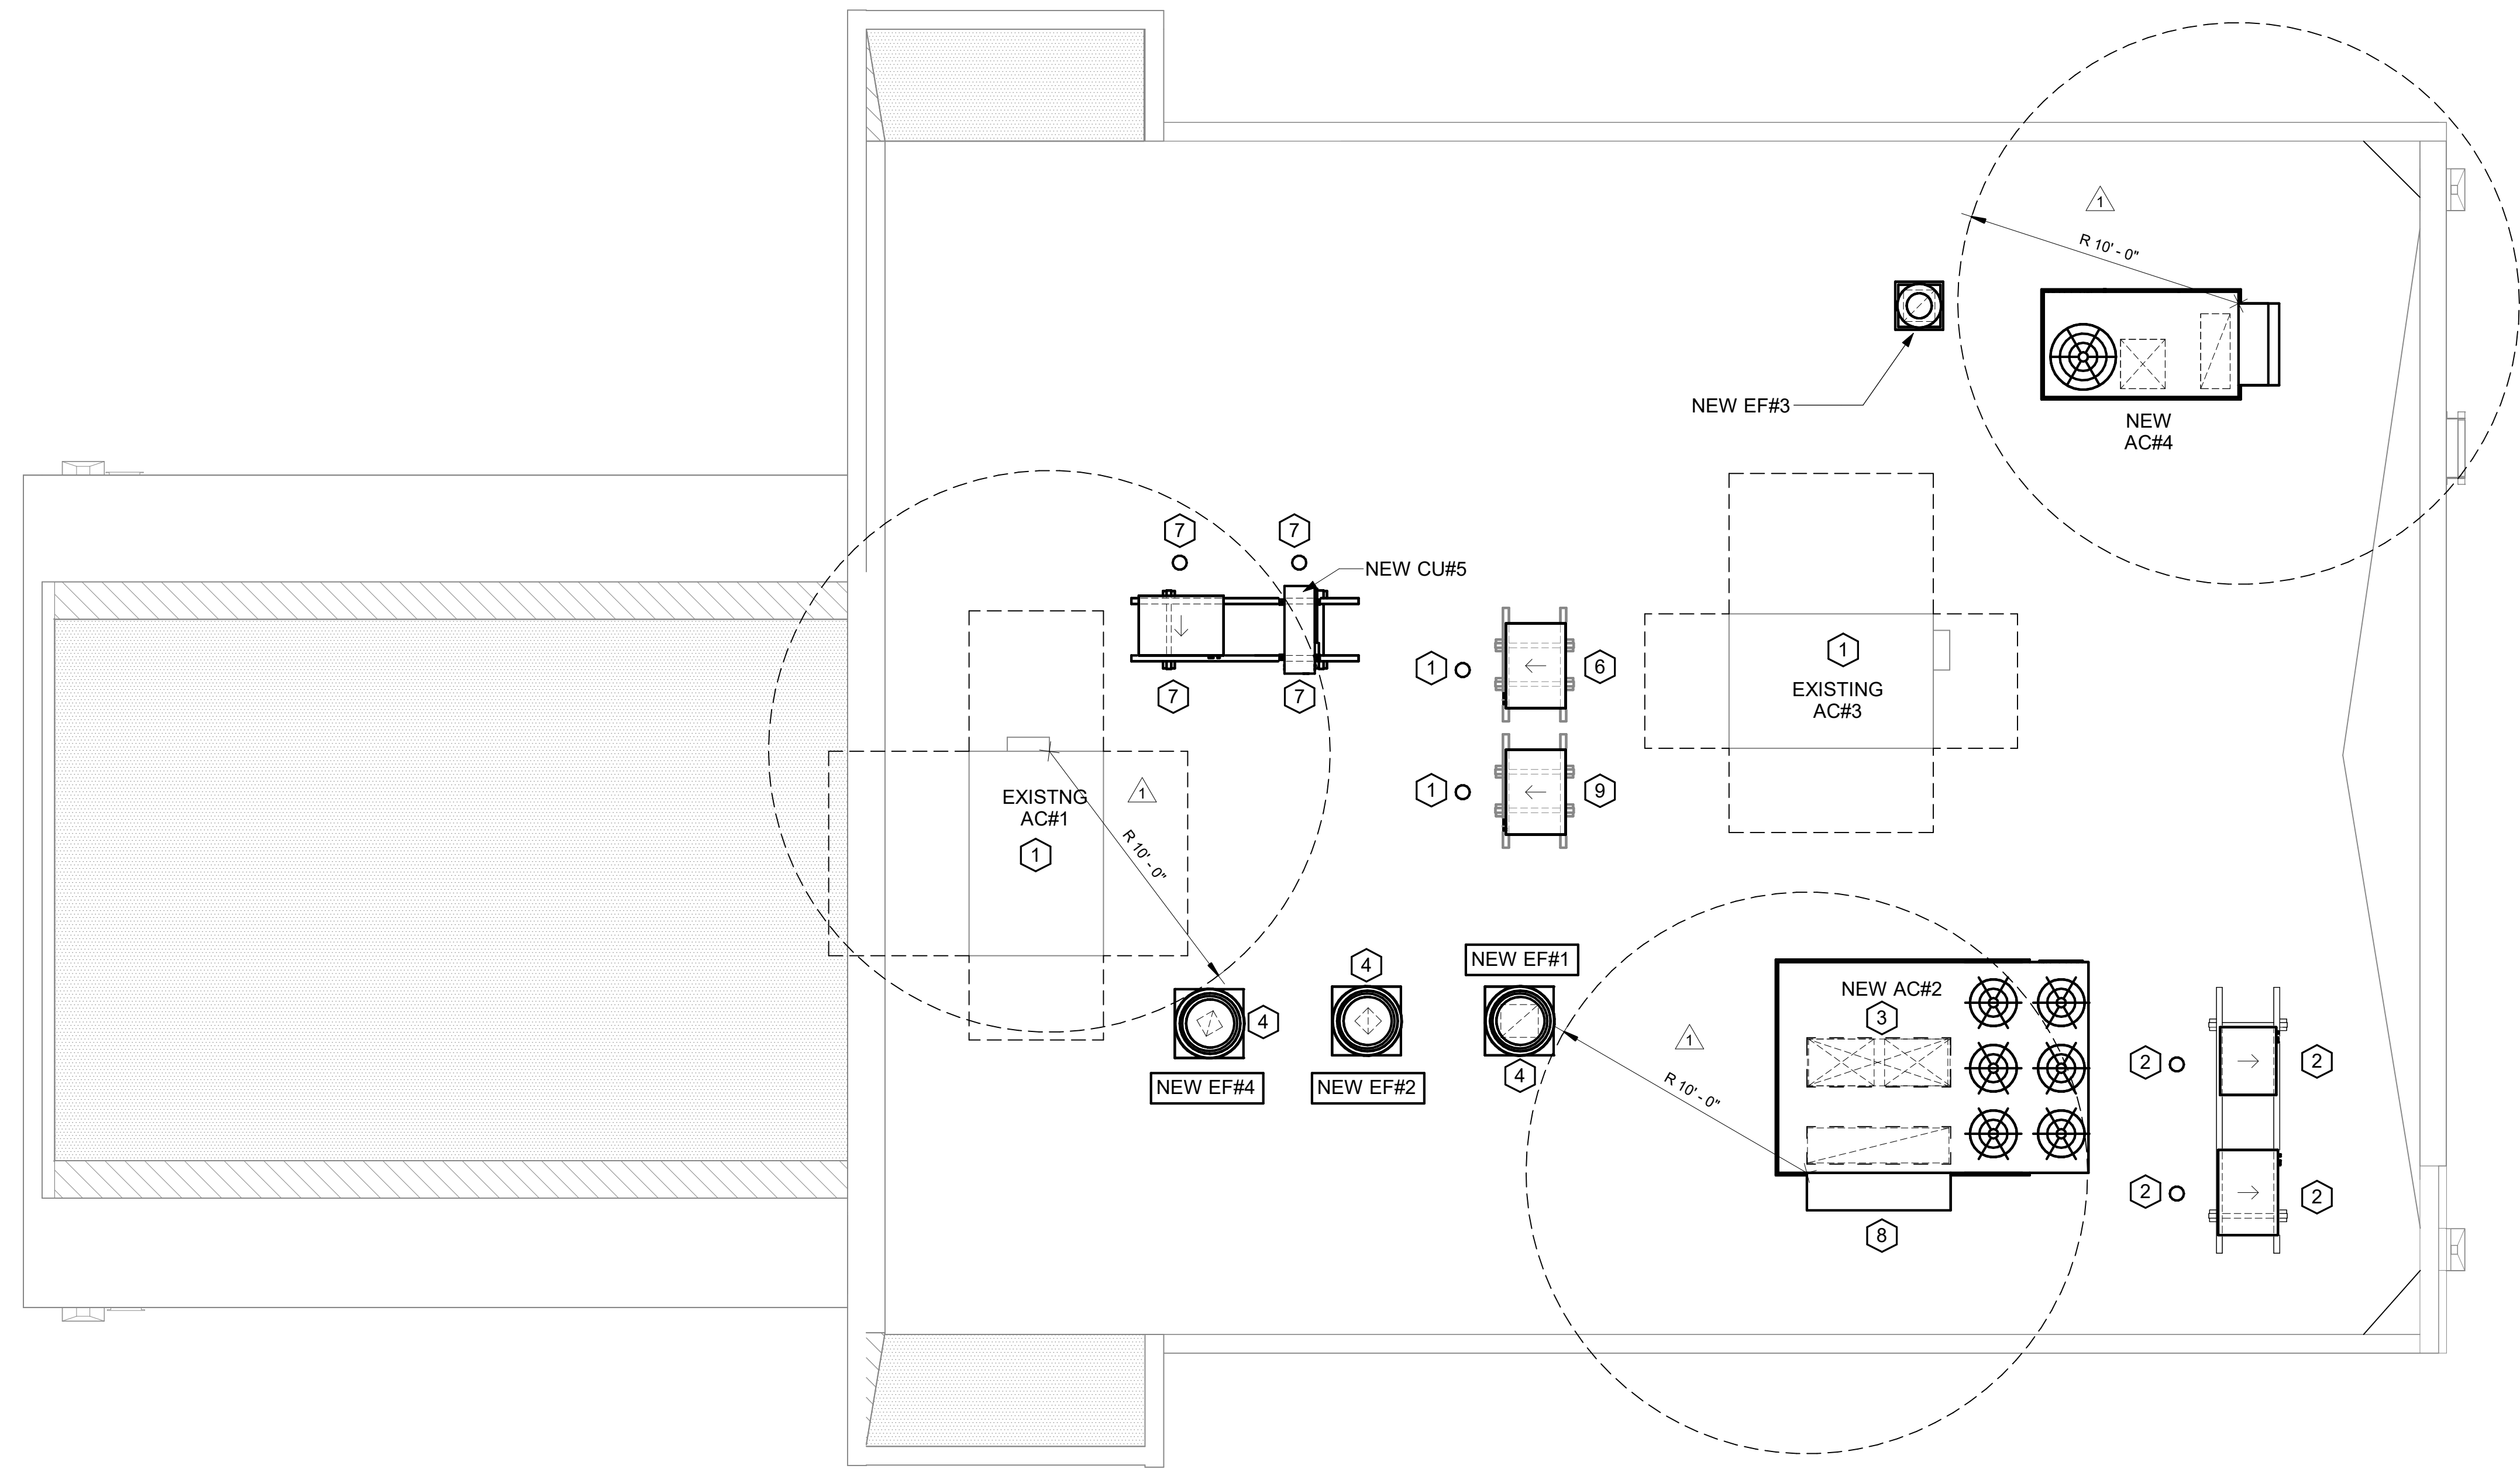 1
R 10' - 0"
NEW EF#3
NEW
AC#4
7
7
NEW CU#5
7
7
1
6
1
EXISTING
AC#3
1
9
EXISTNG
AC#1
1
1
R 10' - 0"
NEW EF#1
4
4
4
NEW EF#4
NEW EF#2
1
R 10' - 0"
NEW AC#2
3
8
2
2
2
2